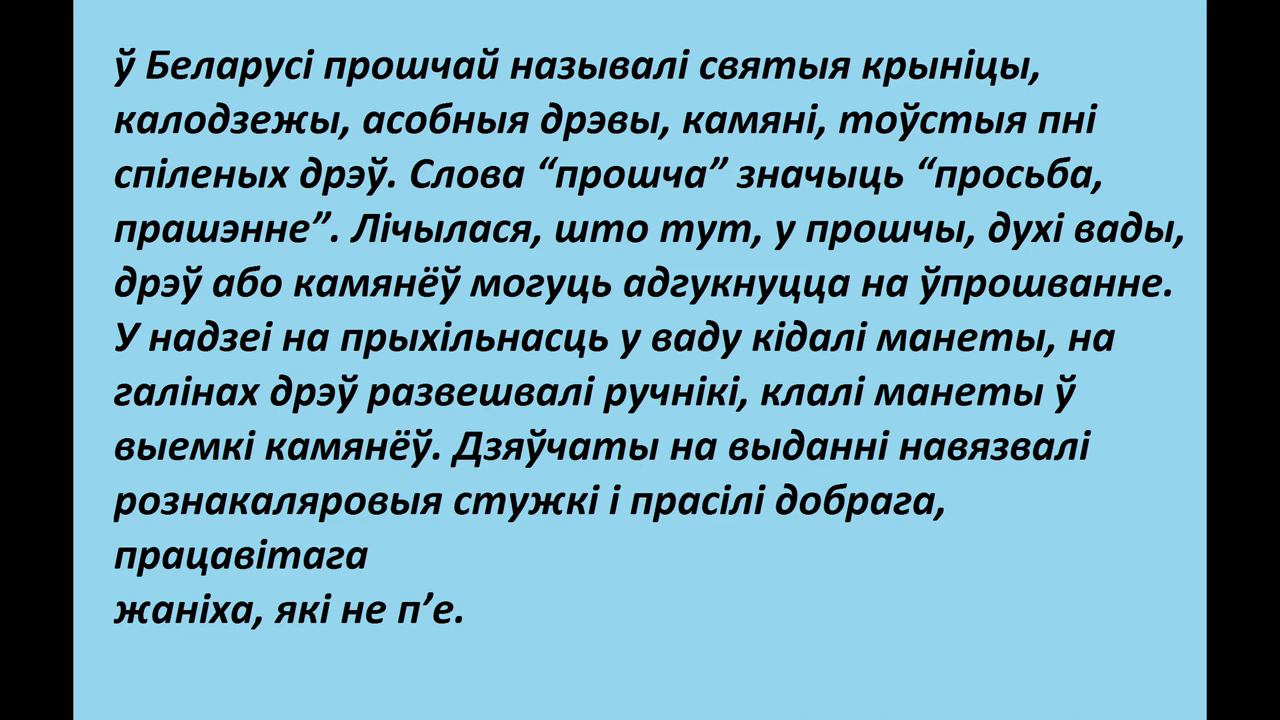 ў Беларусі прошчай называлі святыя крыніцы,
калодзежы, асобныя дрэвы, камяні, тоўстыя пні
спіленых дрэў. Слова “прошча” значыць “просьба,
прашэнне”. Лічылася, што тут, у прошчы, духі вады,
дрэў або камянёў могуць адгукнуцца на ўпрошванне.
У надзеі на прыхільнасць у ваду кідалі манеты, на
галінах дрэў развешвалі ручнікі, клалі манеты ў
выемкі камянёў. Дзяўчаты на выданні навязвалі
рознакаляровыя стужкі і прасілі добрага,
працавітага
жаніха, які не п’е.